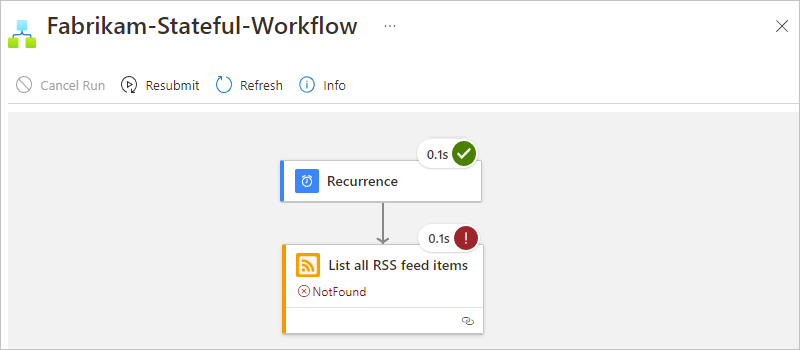 Fabrikam-Stateful-Workflow ...
Cancel Run Resubmit Refresh Info
0.1s
Recurrence
0.1s
List all RSS feed items
NotFound